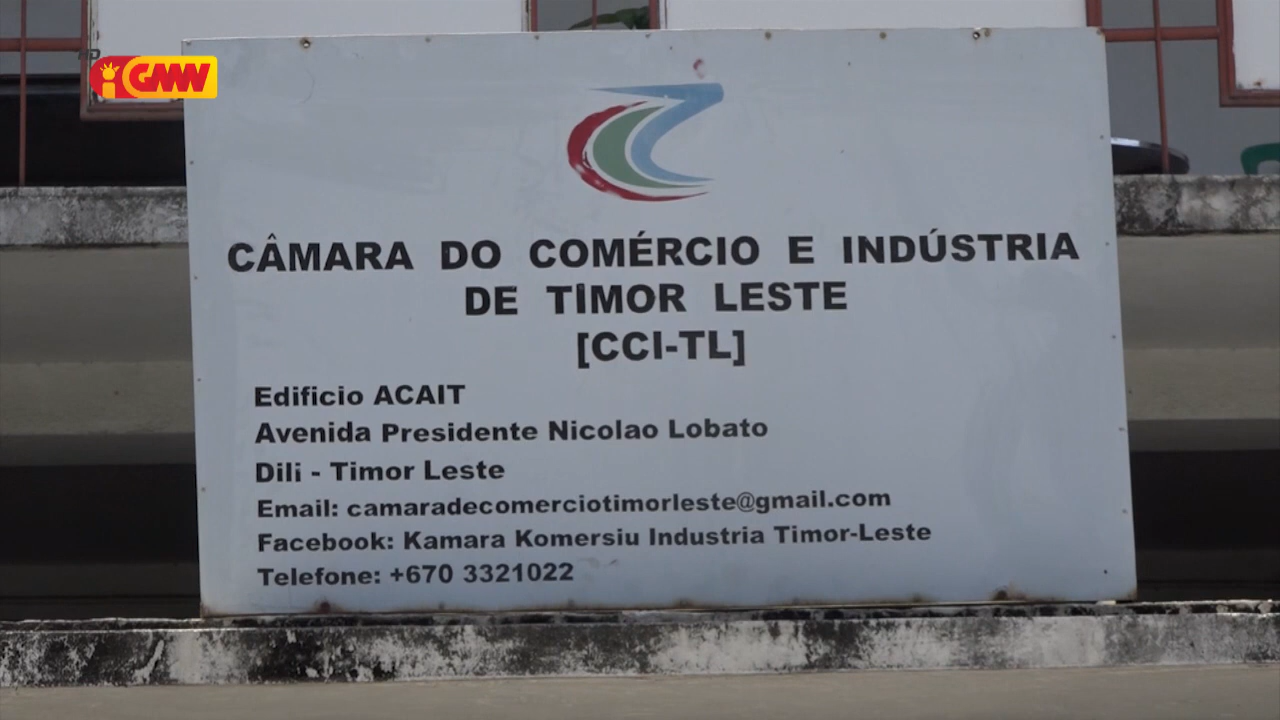 GMW
CÂMARA DO COMÉRCIO E INDÚSTRIA
DE TIMOR LESTE
[CCI-TL]
Edificio ACAIT
Avenida Presidente Nicolao Lobato
Dili - Timor Leste
Email: camaradecomerciotimorleste@gmail.com
Facebook: Kamara Komersiu Industria Timor-Leste
Telefone: +670 3321022